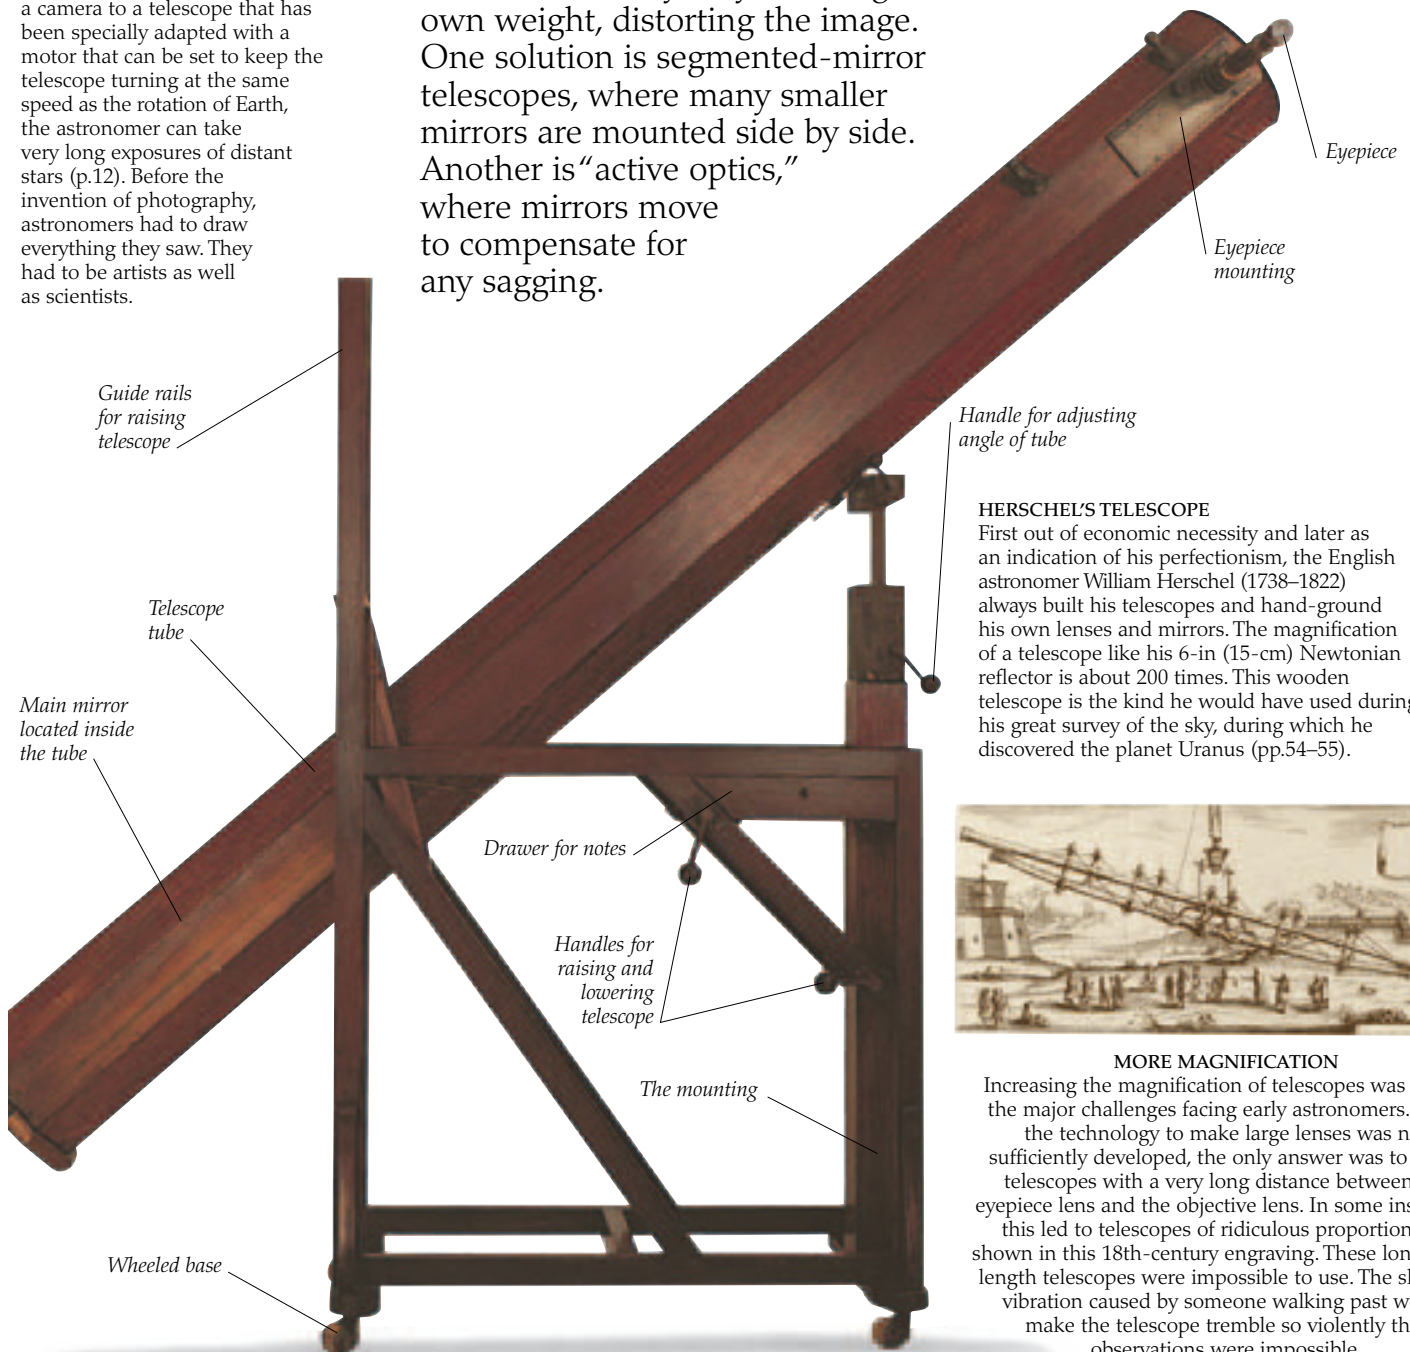 a camera to a telescope that has
been specially adapted with a
motor that can be set to keep the
telescope turning at the same
speed as the rotation of Earth,
the astronomer can take
very long exposures of distant
stars (p.12). Before the
invention of photography,
astronomers had to draw
everything they saw. They
had to be artists as well
as scientists.
own weight, distorting the image.
One solution is segmented-mirror
telescopes, where many smaller
mirrors are mounted side by side.
Another is “active optics,”
where mirrors move
to compensate for
any sagging.
Eyepiece
Eyepiece
mounting
Guide rails
for raising
telescope
Handle for adjusting
angle of tube
HERSCHEL'S TELESCOPE
First out of economic necessity and later as
an indication of his perfectionism, the English
astronomer William Herschel (1738–1822)
always built his telescopes and hand-ground
his own lenses and mirrors. The magnification
of a telescope like his 6-in (15-cm) Newtonian
reflector is about 200 times. This wooden
telescope is the kind he would have used during
his great survey of the sky, during which he
discovered the planet Uranus (pp.54–55).
Telescope
tube
Main mirror
located inside
the tube
Drawer for notes
Handles for
raising and
lowering
telescope
The mounting
Wheeled base
MORE MAGNIFICATION
Increasing the magnification of telescopes was
the major challenges facing early astronomers.
the technology to make large lenses was n
sufficiently developed, the only answer was to
telescopes with a very long distance between
eyepiece lens and the objective lens. In some ins
this led to telescopes of ridiculous proportion
shown in this 18th-century engraving. These lon
length telescopes were impossible to use. The sl
vibration caused by someone walking past w
make the telescope tremble so violently th
observations were impossible